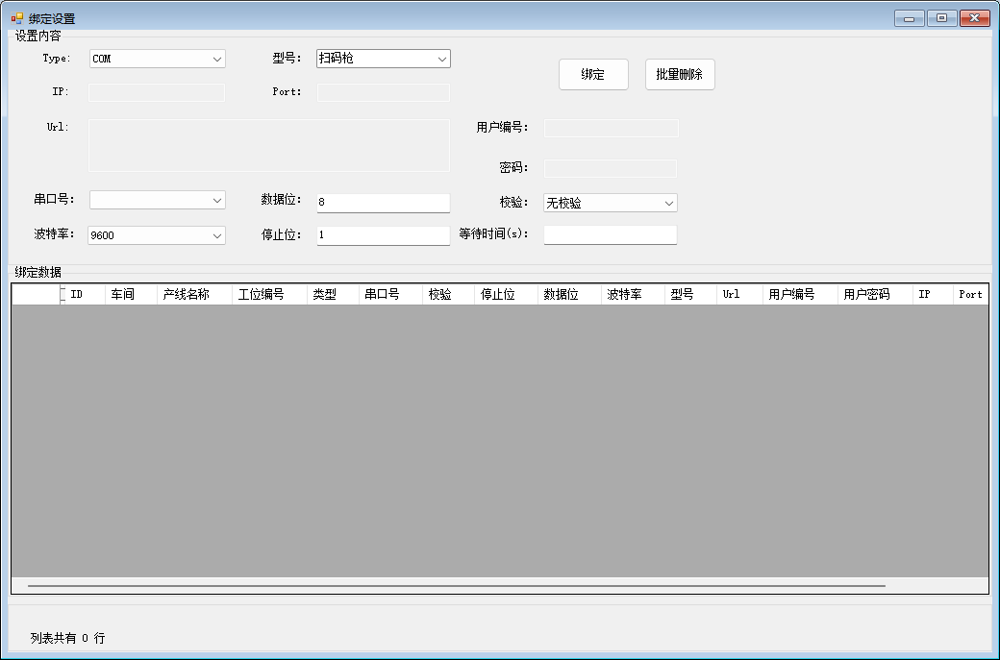 绑定设置
设置内容
Type: COM 型号: 扫码枪 绑定 批量删除
IP: Port:
Url: 用户编号:
密码:
串口号: 数据位: 8 校验: 无校验
波特率: 9600 停止位: 1 等待时间(s):
绑定数据
ID 车间 产线名称 工位编号 类型 串口号 校验 停止位 数据位 波特率 型号 Url 用户编号 用户密码 IP Port
列表共有 0 行